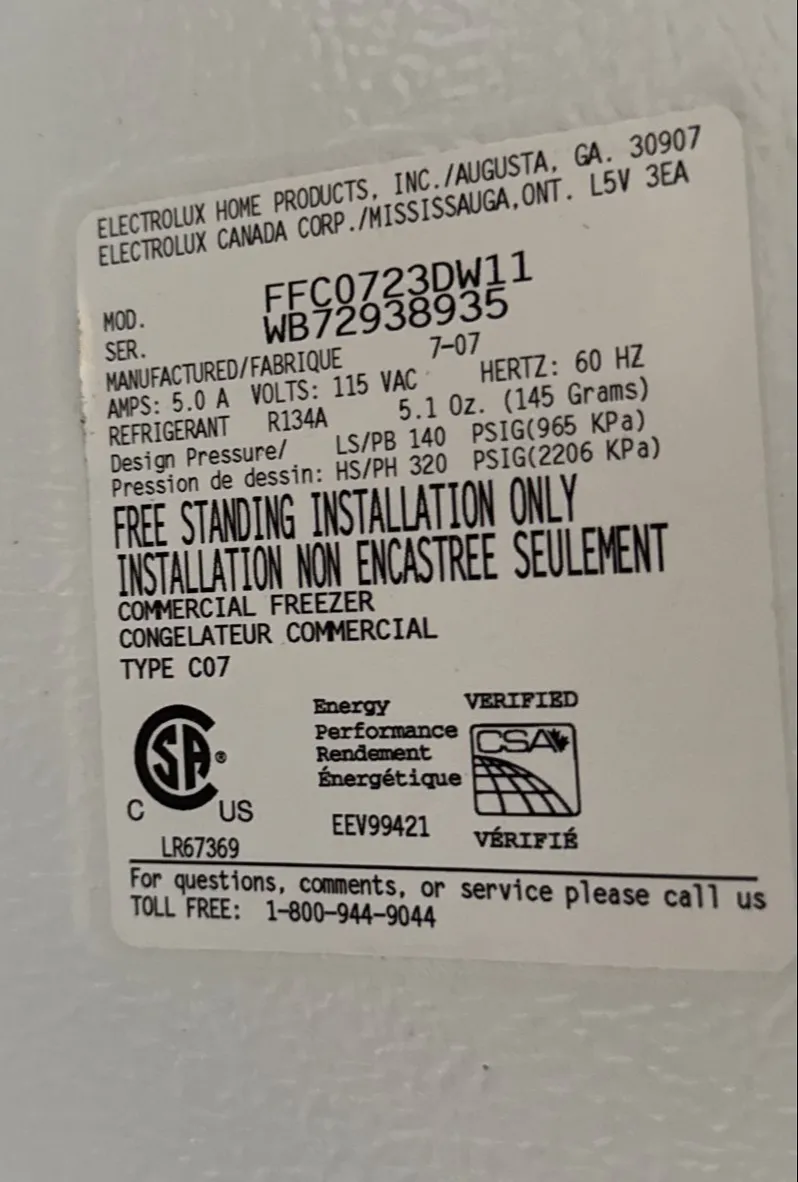 ELECTROLUX HOME PRODUCTS, INC./AUGUSTA, GA. 30907
ELECTROLUX CANADA CORP./MISSISSAUGA,ONT. L5V 3EA
MOD. FFC0723DW11
SER. WB72938935
MANUFACTURED/FABRIQUE 7-07
AMPS: 5.0 A VOLTS: 115 VAC HERTZ: 60 HZ
REFRIGERANT R134A 5.1 Oz. (145 Grams)
Design Pressure/ LS/PB 140 PSIG(965 KPa)
Pression de dessin: HS/PH 320 PSIG(2206 KPa)
FREE STANDING INSTALLATION ONLY
INSTALLATION NON ENCASTREE SEULEMENT
COMMERCIAL FREEZER
CONGELATEUR COMMERCIAL
TYPE C07
SA®
C US
LR67369
Energy
Performance
Rendement
Énergétique
EEV99421
VERIFIED
CSA
VÉRIFIÉ
For questions, comments, or service please call us
TOLL FREE: 1-800-944-9044